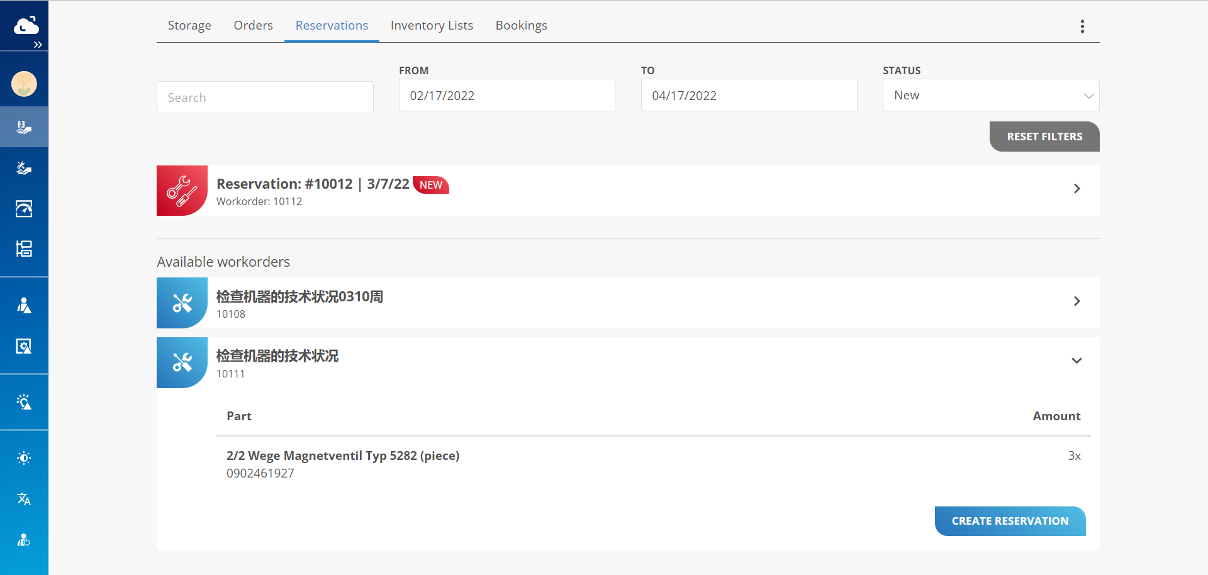 Storage Orders Reservations Inventory Lists Bookings
FROM TO STATUS
Search 02/17/2022 04/17/2022 New
RESET FILTERS
Reservation: #10012 | 3/7/22 NEW
Workorder: 10112
Available workorders
检查机器的技术状况0310周
10108
检查机器的技术状况
10111
Part Amount
2/2 Wege Magnetventil Typ 5282 (piece) 3x
0902461927
CREATE RESERVATION